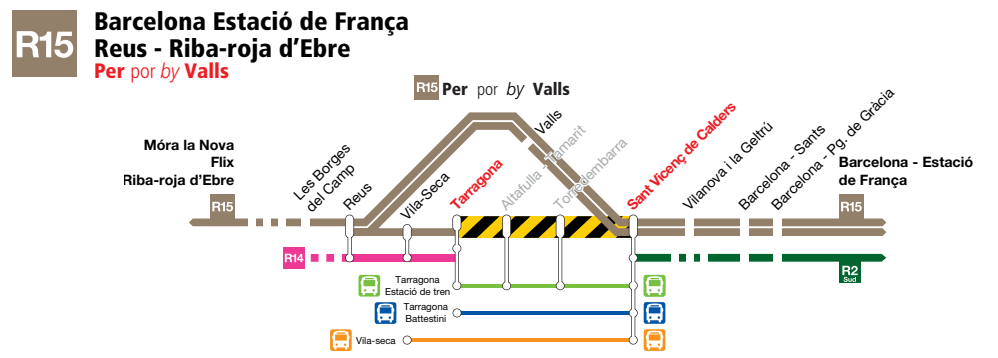 R15
Barcelona Estació de França
Reus - Riba-roja d'Ebre
Per por by Valls
R15 Per por by Valls
Móra la Nova
Flix
Riba-roja d'Ebre
R15
Les Borges
del Camp
Reus
Vila-Seca
Tarragona
Altafulla - Tamarit
Valls
Torredembarra
Sant Vicenç de Calders
Vilanova i la Geltrú
Barcelona - Sants
Barcelona - Pg. de Gràcia
Barcelona - Estació
de França
R15
R14
R2
Sud
Tarragona
Estació de tren
Tarragona
Battestini
Vila-seca